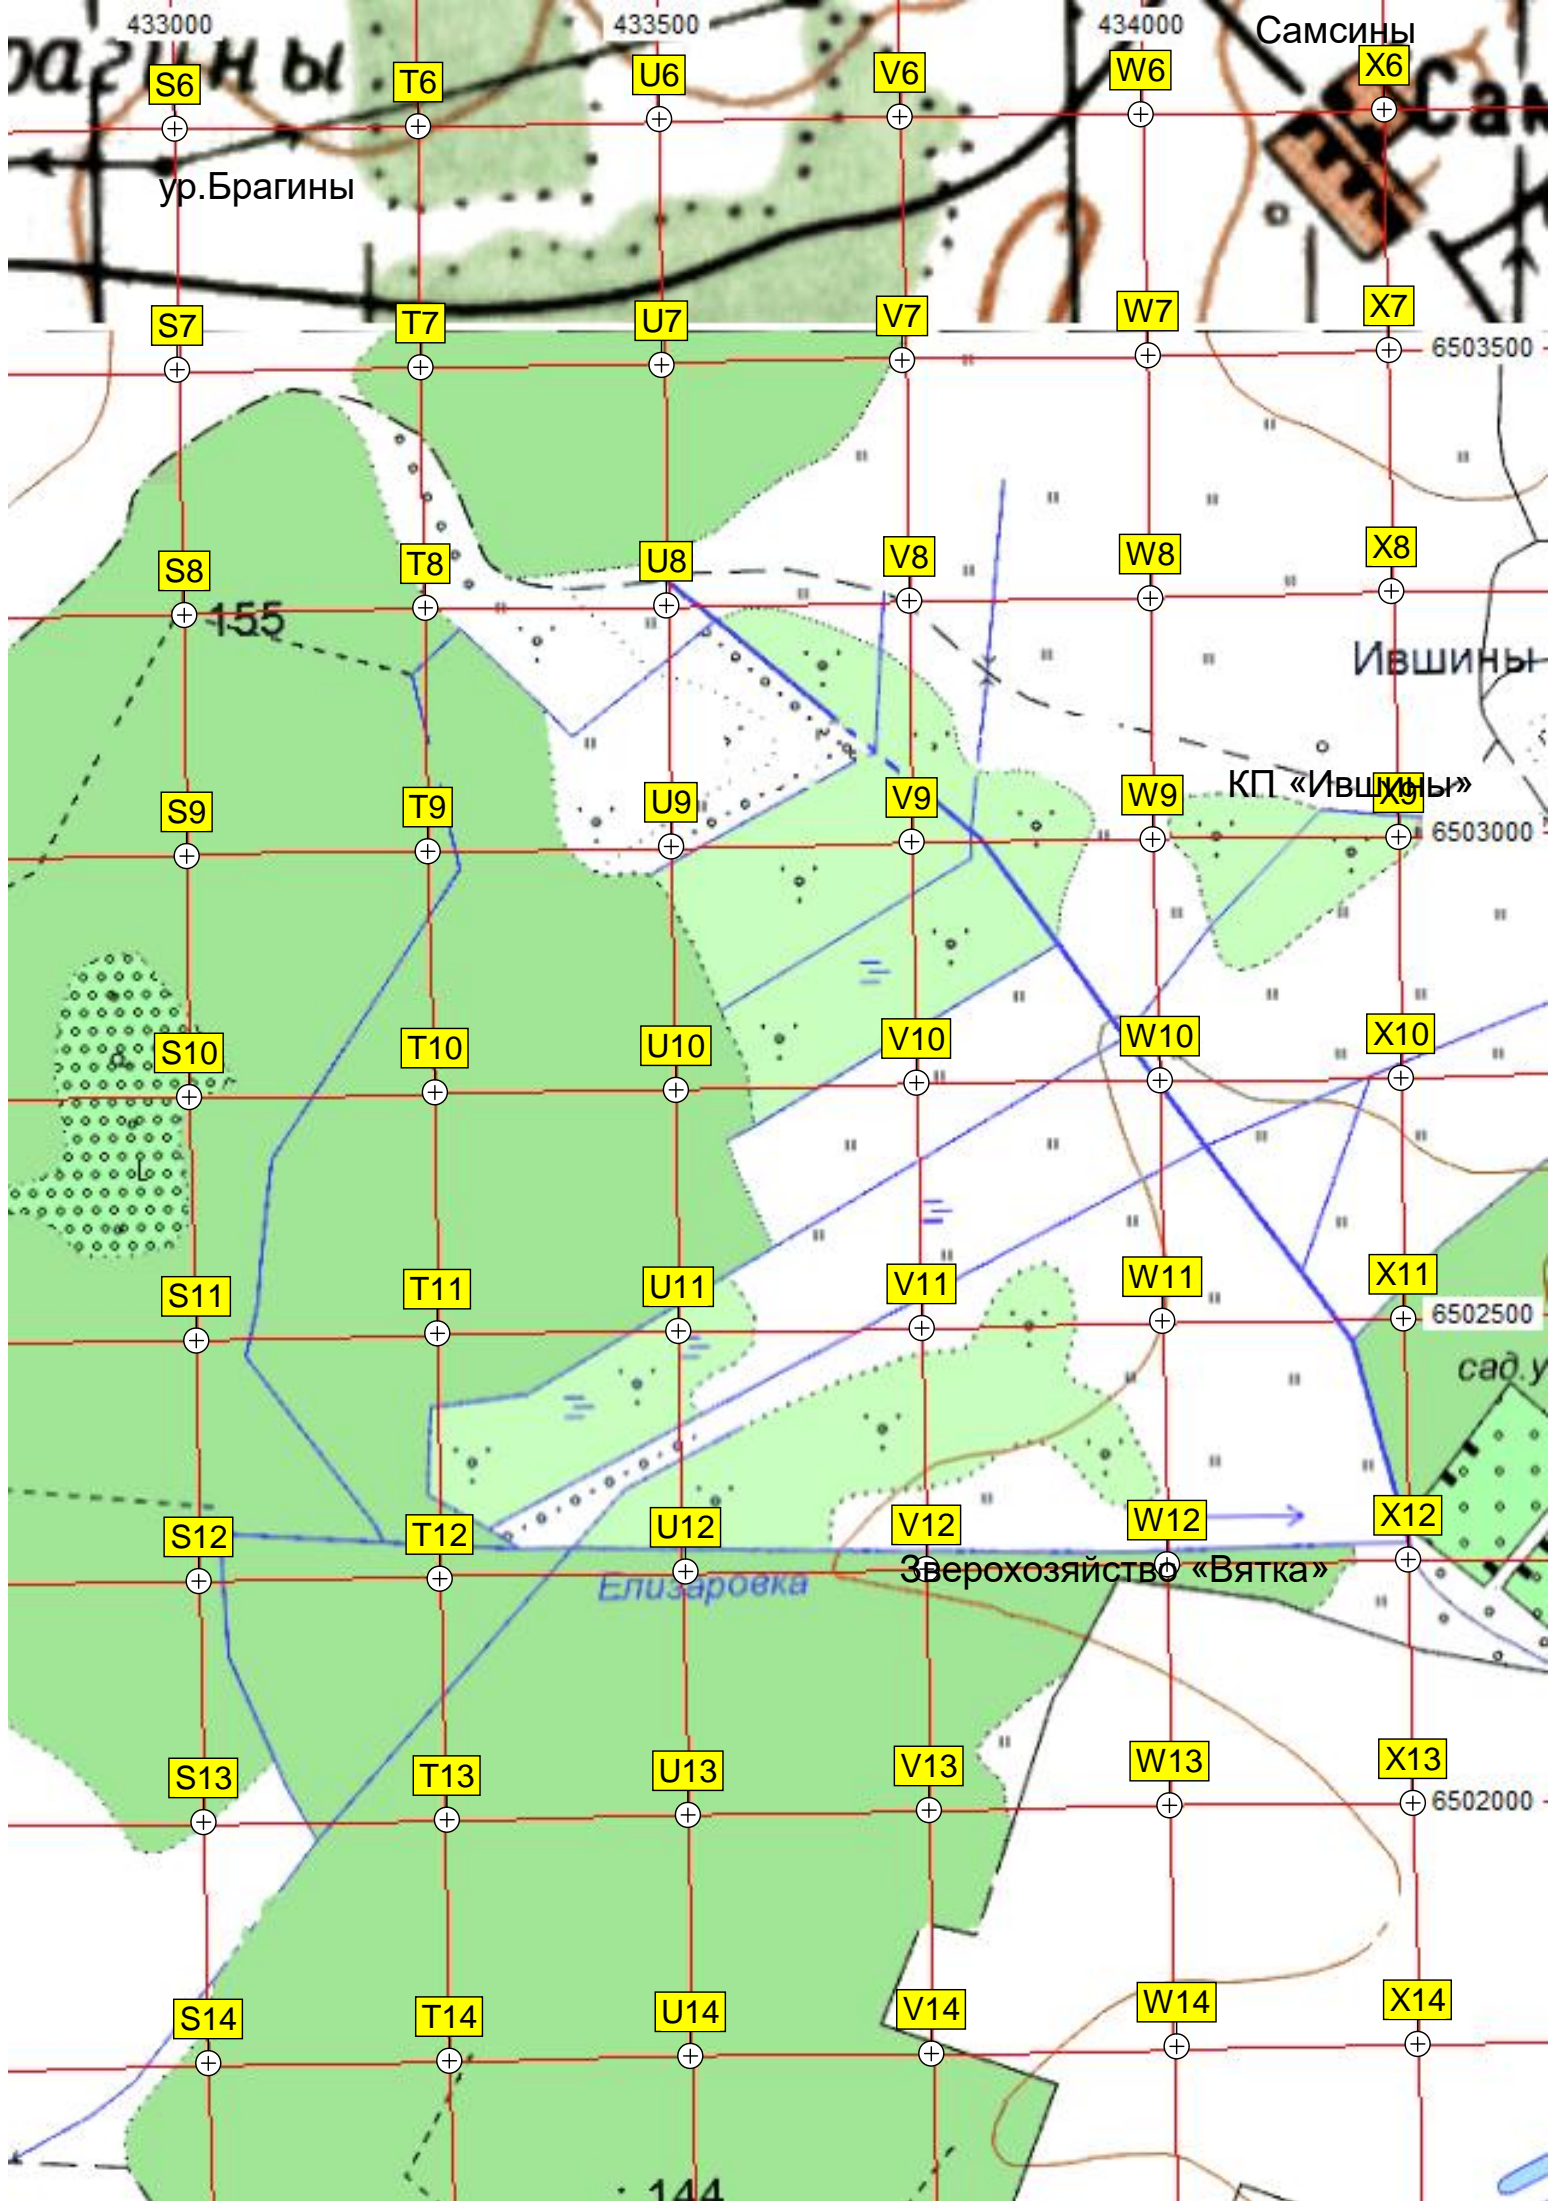 433000 433500 434000 Самсины
рагины
S6 T6 U6 V6 W6 X6
Сам
ур.Брагины
S7 T7 U7 V7 W7 X7
6503500
S8 T8 U8 V8 W8 X8
155
Ившины
КП «Ившины»
S9 T9 U9 V9 W9 X9
6503000
S10 T10 U10 V10 W10 X10
L
S11 T11 U11 V11 W11 X11
6502500
сад.у
S12 T12 U12 V12 W12 X12
Зверохозяйство «Вятка»
Елизаровка
S13 T13 U13 V13 W13 X13
6502000
S14 T14 U14 V14 W14 X14
144